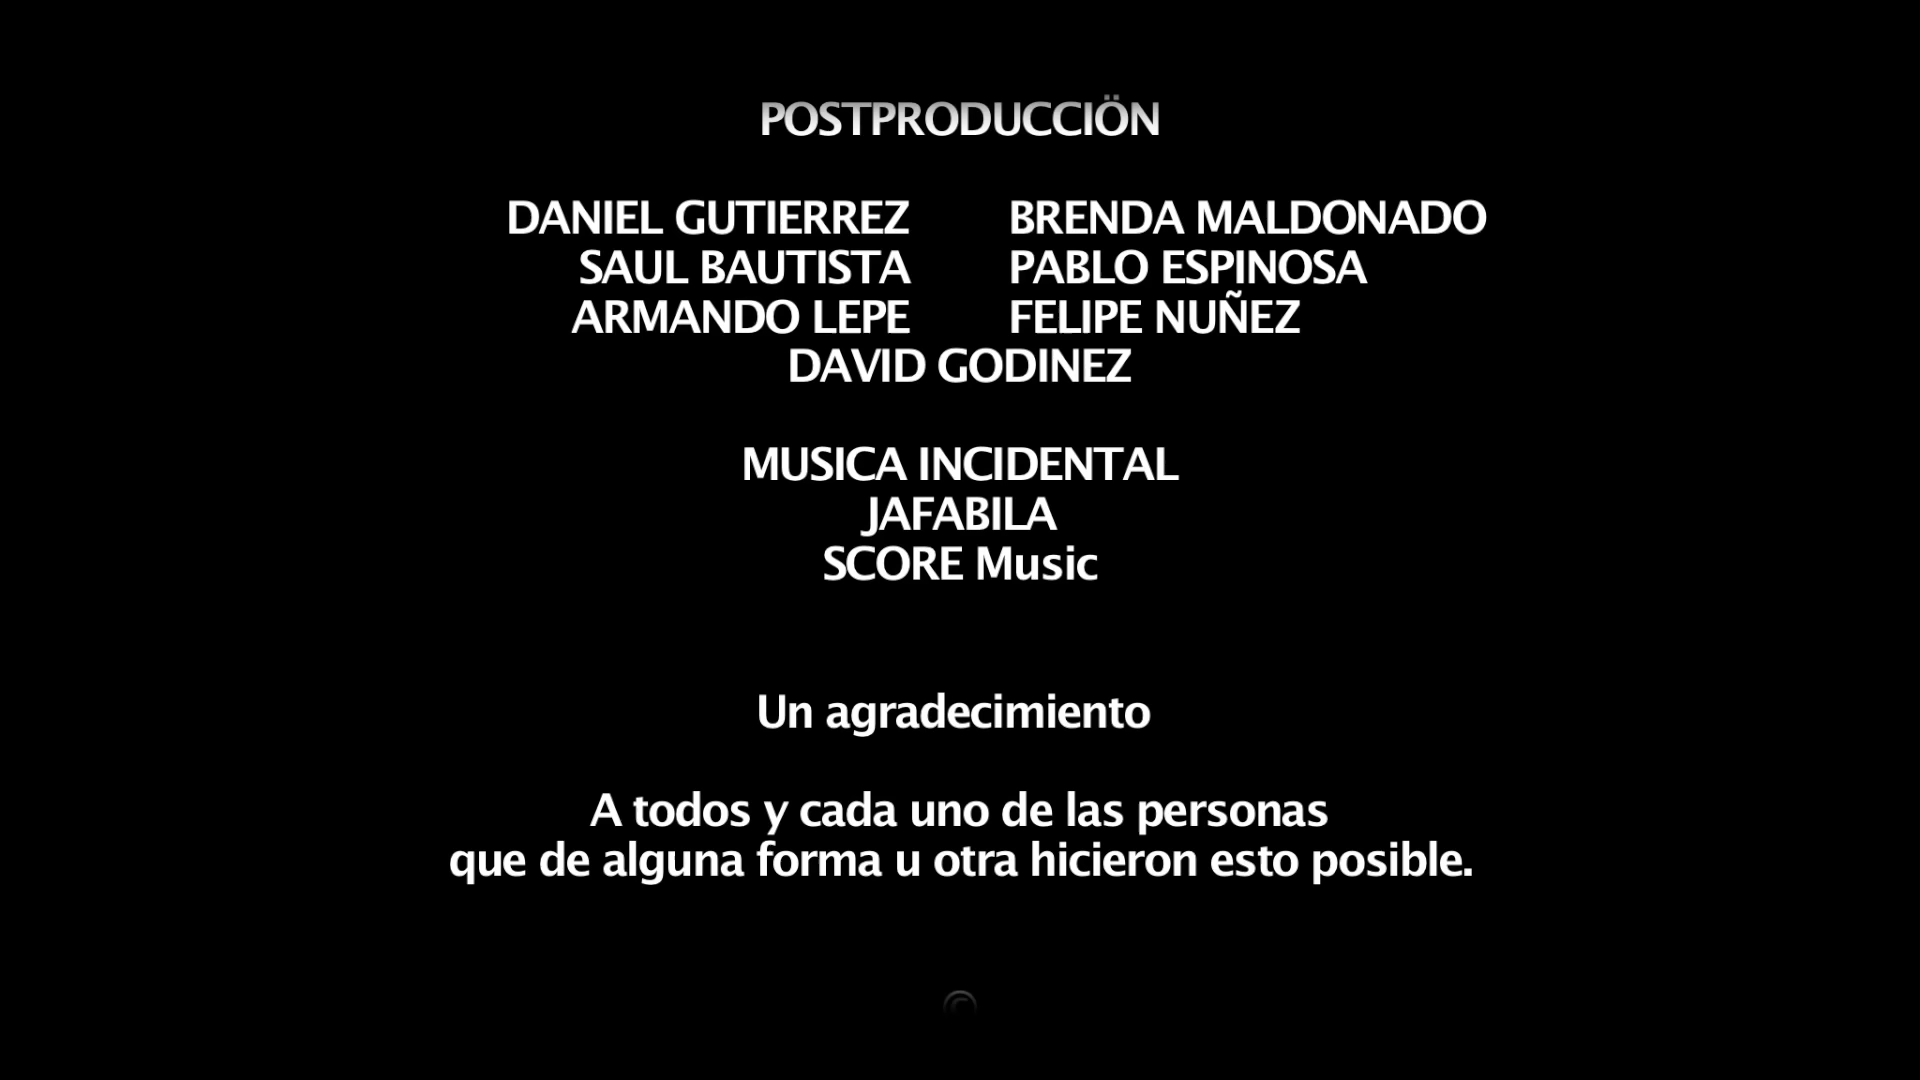 POSTPRODUCCIÖN
DANIEL GUTIERREZ BRENDA MALDONADO
SAUL BAUTISTA PABLO ESPINOSA
ARMANDO LEPE FELIPE NUÑEZ
DAVID GODINEZ
MUSICA INCIDENTAL
JAFABILA
SCORE Music
Un agradecimiento
A todos y cada uno de las personas
que de alguna forma u otra hicieron esto posible.
©